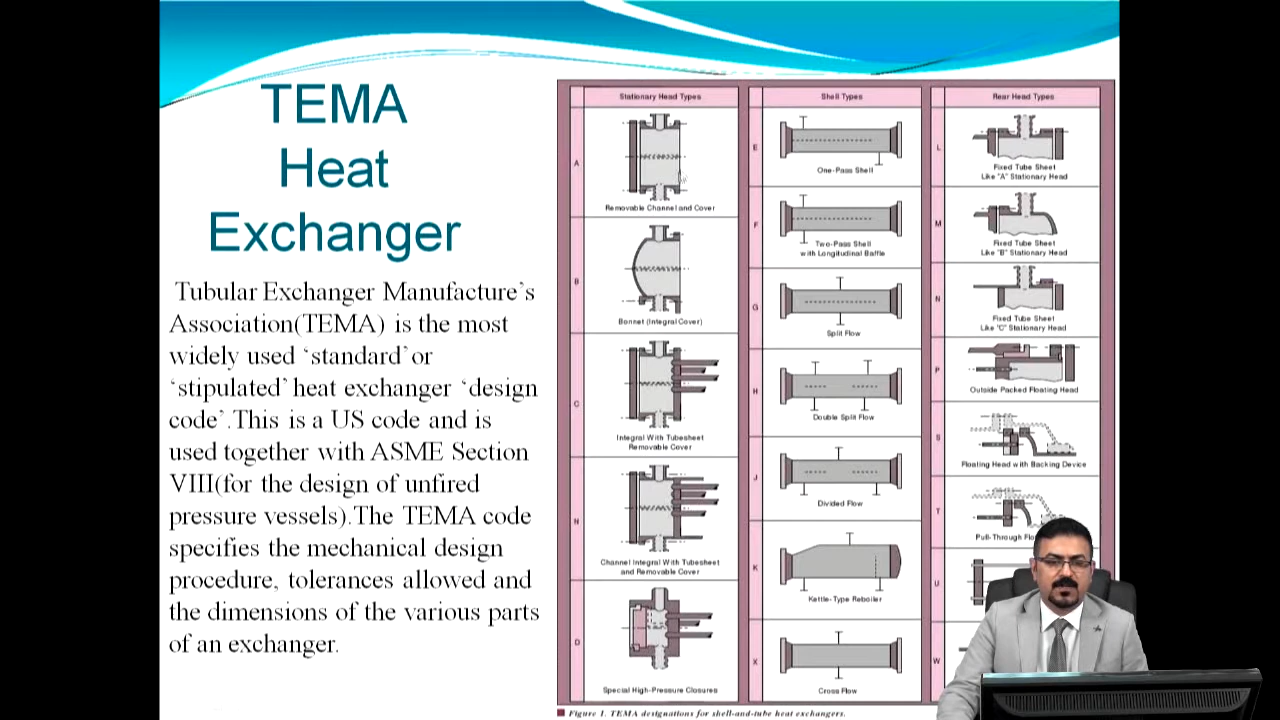 TEMA
Heat
Exchanger
Tubular Exchanger Manufacture's
Association(TEMA) is the most
widely used 'standard' or
'stipulated' heat exchanger 'design
code'.This is a US code and is
used together with ASME Section
VIII(for the design of unfired
pressure vessels).The TEMA code
specifies the mechanical design
procedure, tolerances allowed and
the dimensions of the various parts
of an exchanger.
Stationary Head Types
A
Removable Channel and Cover
B
Bonnet (Integral Cover)
C
Integral With Tubesheet
Removable Cover
N
Channel Integral With Tubesheet
and Removable Cover
D
Special High-Pressure Closures
Shell Types
E
One-Pass Shell
F
Two-Pass Shell
with Longitudinal Baffle
G
Split Flow
H
Double Split Flow
J
Divided Flow
K
Kettle-Type Reboiler
X
Cross Flow
Rear Head Types
L
Fixed Tube Sheet
Like "A" Stationary Head
M
Fixed Tube Sheet
Like "B" Stationary Head
N
Fixed Tube Sheet
Like "C" Stationary Head
P
Outside Packed Floating Head
S
Floating Head with Backing Device
T
Pull-Through
U
W
Figure 1. TEMA designations for shell-and-tube heat exchangers.